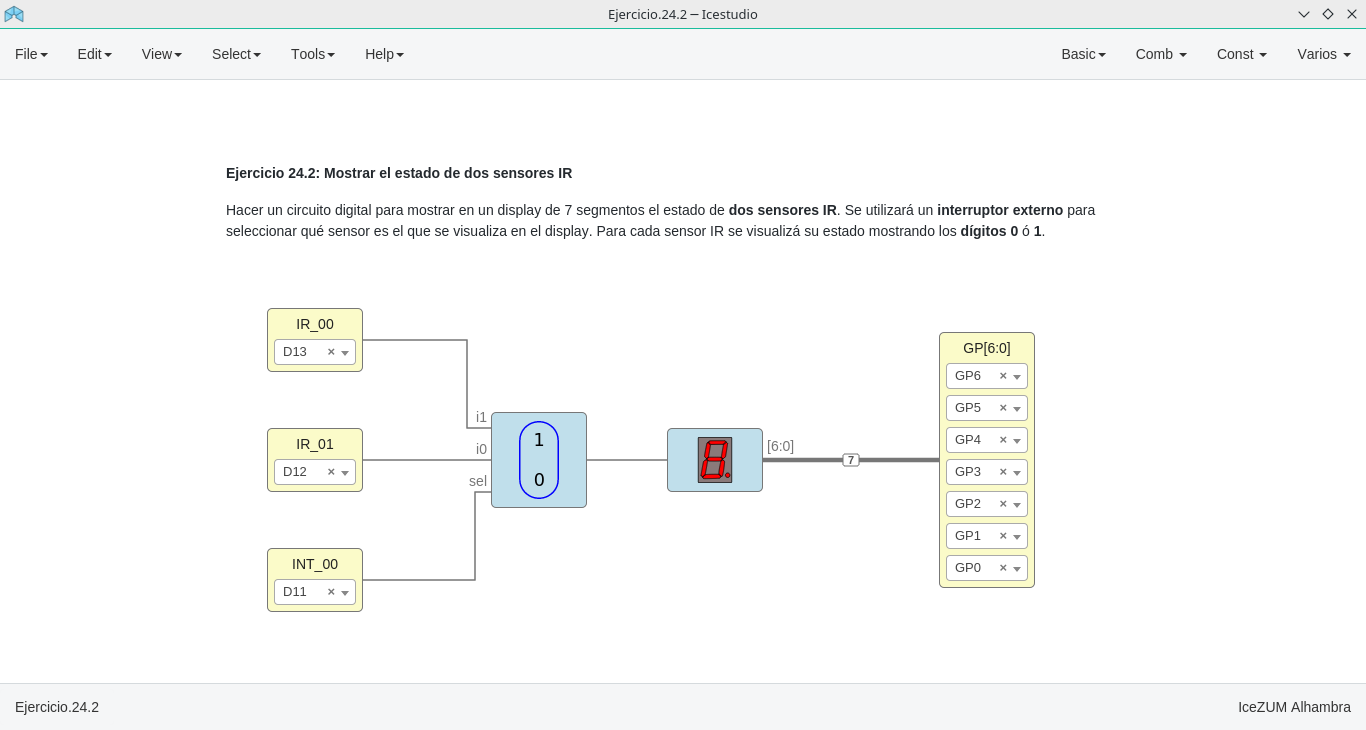 Ejercicio.24.2 – Icestudio
File Edit View Select Tools Help Basic Comb Const Varios
Ejercicio 24.2: Mostrar el estado de dos sensores IR
Hacer un circuito digital para mostrar en un display de 7 segmentos el estado de dos sensores IR. Se utilizará un interruptor externo para
seleccionar qué sensor es el que se visualiza en el display. Para cada sensor IR se visualizá su estado mostrando los dígitos 0 ó 1.
IR_00
D13 ×
IR_01
D12 ×
INT_00
D11 ×
i1
i0
sel
1
0
8.
[6:0]
7
GP[6:0]
GP6 ×
GP5 ×
GP4 ×
GP3 ×
GP2 ×
GP1 ×
GP0 ×
Ejercicio.24.2
IceZUM Alhambra